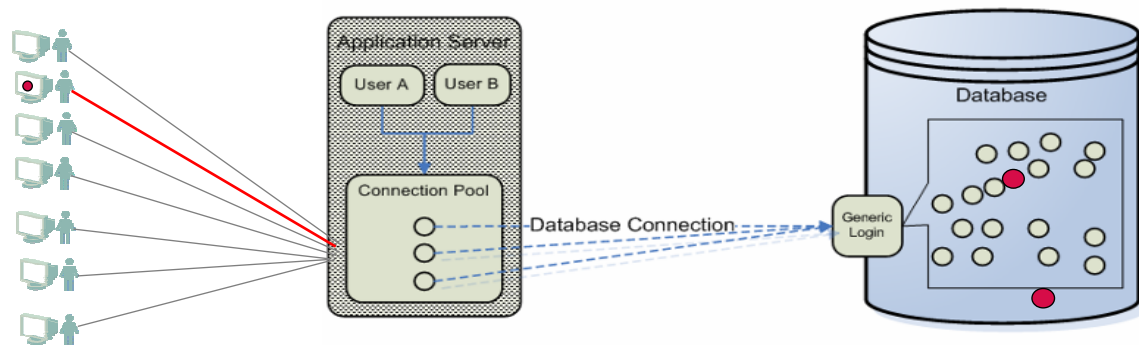 Application Server
User A
User B
Connection Pool
Database Connection
Database
Generic
Login